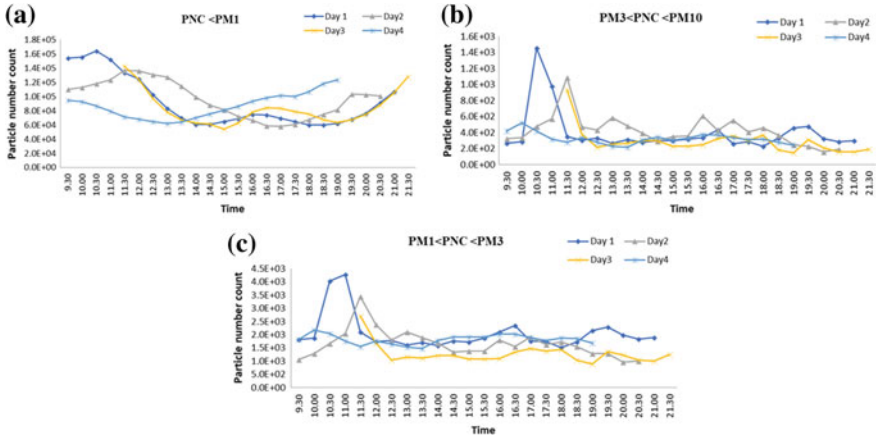 (a)
PNC <PM1
Day 1
Day2
Day3
Day4
Particle number count
1.8E+05
1.6E+05
1.4E+05
1.2E+05
1.0E+05
8.0E+04
6.0E+04
4.0E+04
2.0E+04
0.0E+00
9.30
10.00
10.30
11.00
11.30
12.00
12.30
13.00
13.30
14.00
14.30
15.00
15.30
16.00
16.30
17.00
17.30
18.00
18.30
19.00
19.30
20.00
20.30
21.00
21.30
Time
(b)
PM3<PNC <PM10
Day 1
Day2
Day3
Day4
Particle number count
1.6E+03
1.4E+03
1.2E+03
1.0E+03
8.0E+02
6.0E+02
4.0E+02
2.0E+02
0.0E+00
9.30
10.00
10.30
11.00
11.30
12.00
12.30
13.00
13.30
14.00
14.30
15.00
15.30
16.00
16.30
17.00
17.30
18.00
18.30
19.00
19.30
20.00
20.30
21.00
21.30
Time
(c)
PM1<PNC <PM3
Day 1
Day2
Day3
Day4
Particle number count
4.5E+03
4.0E+03
3.5E+03
3.0E+03
2.5E+03
2.0E+03
1.5E+03
1.0E+03
5.0E+02
0.0E+00
9.30
10.00
10.30
11.00
11.30
12.00
12.30
13.00
13.30
14.00
14.30
15.00
15.30
16.00
16.30
17.00
17.30
18.00
18.30
19.00
19.30
20.00
20.30
21.00
21.30
Time